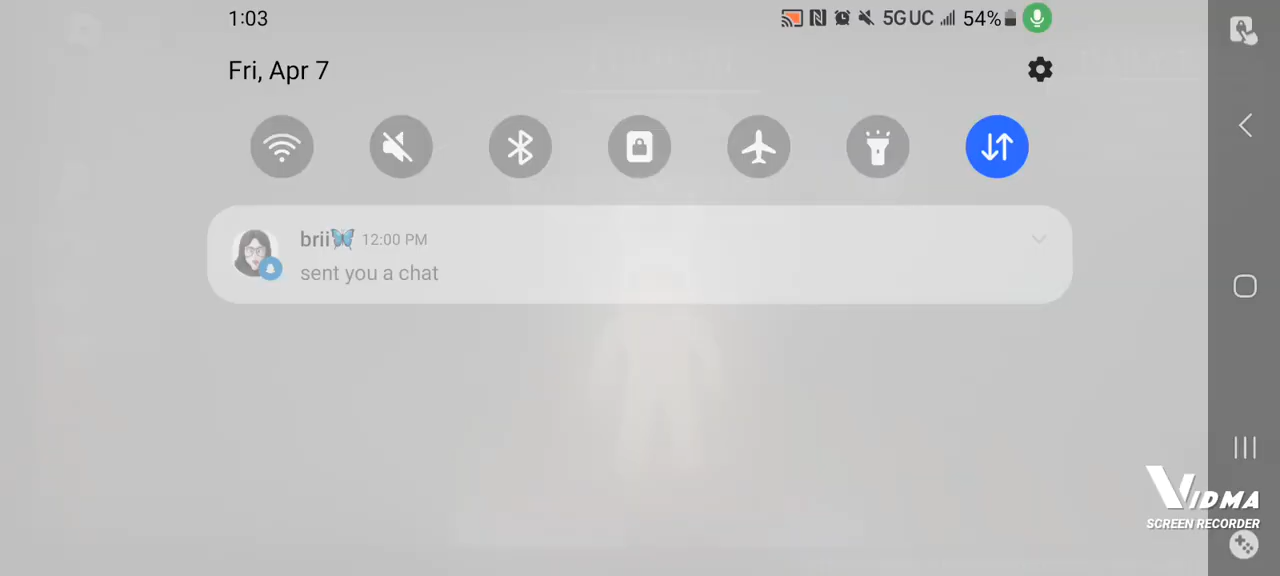 1:03 5G UC 54%
Fri, Apr 7
brii🦋 12:00 PM
sent you a chat
VIDMA
SCREEN RECORDER